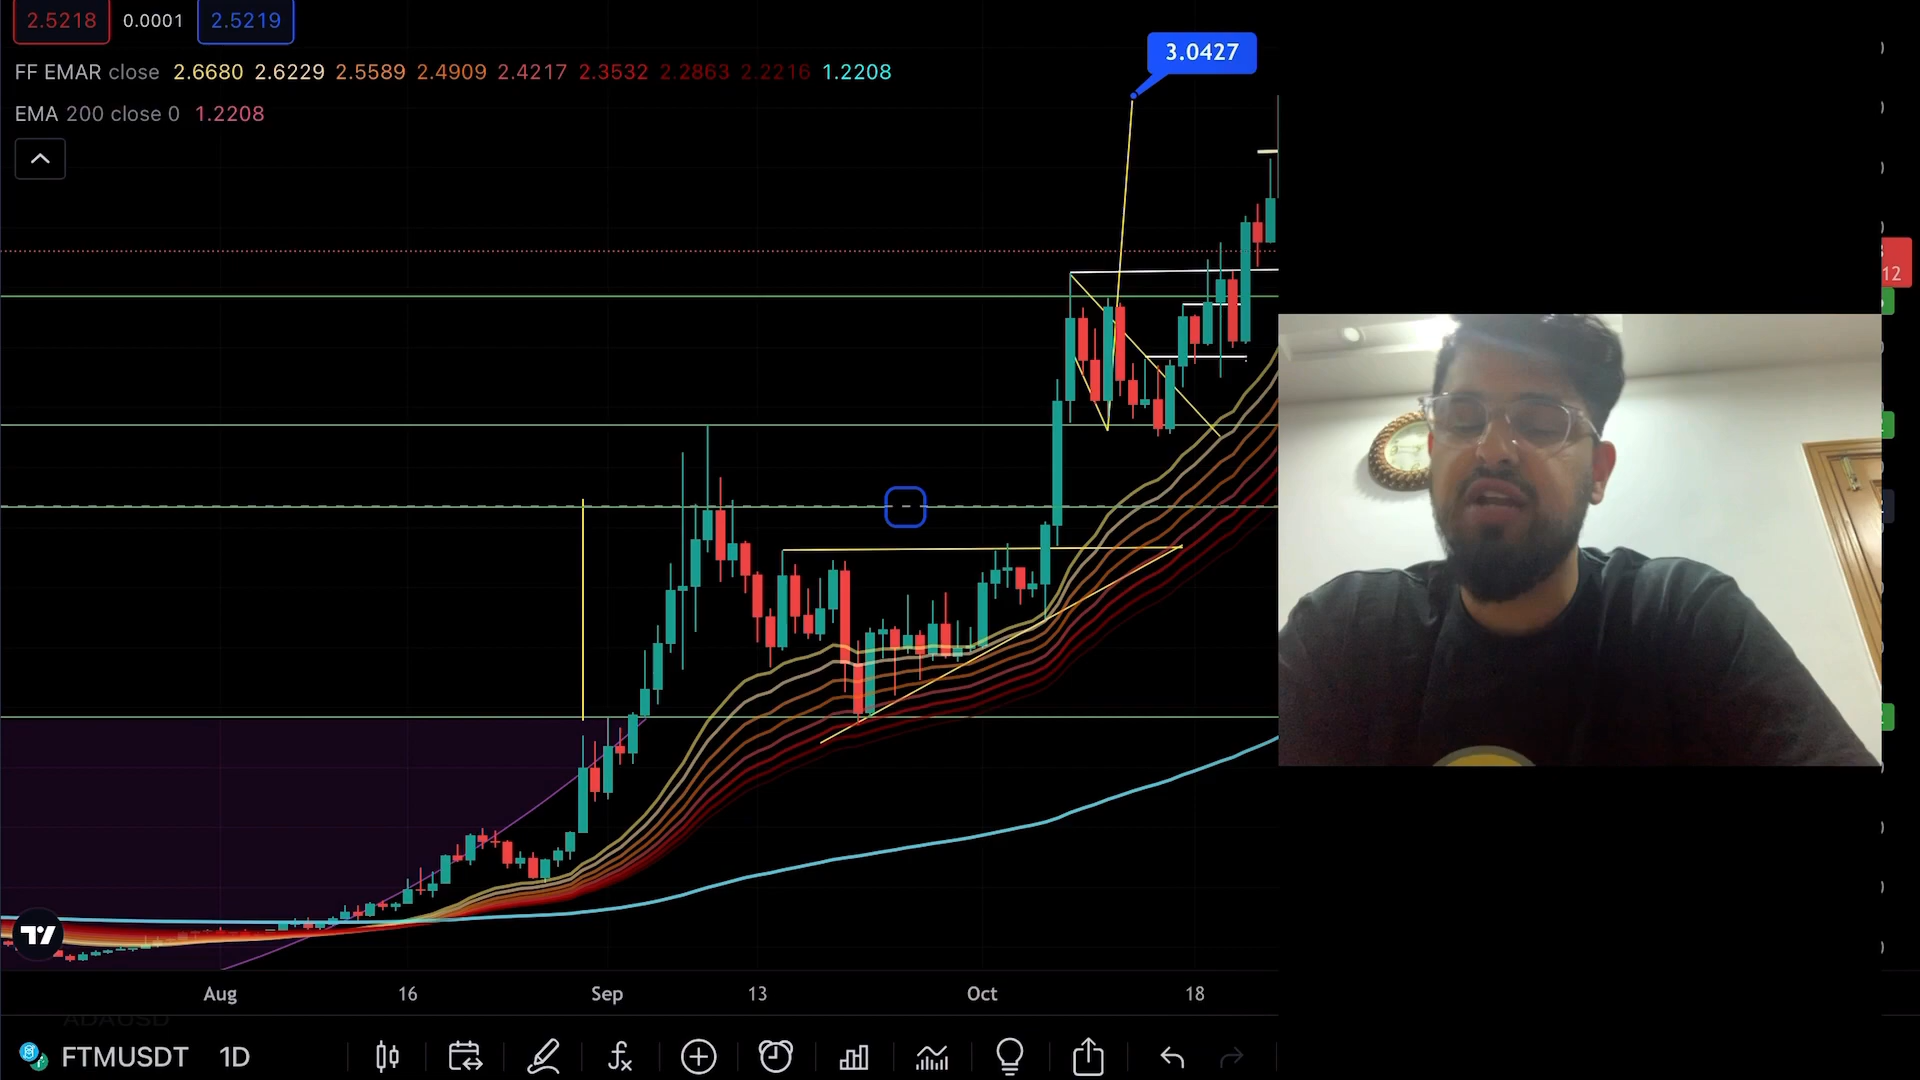 2.5218 0.0001 2.5219
3.0427
FF EMAR close 2.6680 2.6229 2.5589 2.4909 2.4217 2.3532 2.2863 2.2216 1.2208
EMA 200 close 0 1.2208
12
Aug 16 Sep 13 Oct 18
ADAUSD
FTMUSDT 1D